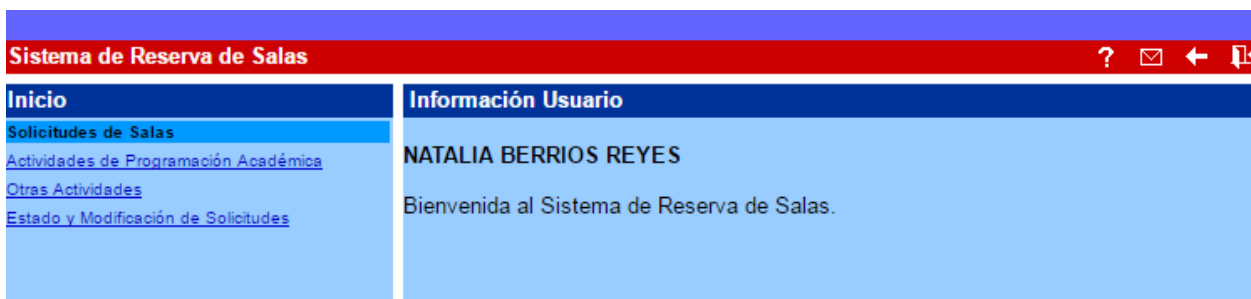 Sistema de Reserva de Salas ?
Inicio
Solicitudes de Salas
Actividades de Programación Académica
Otras Actividades
Estado y Modificación de Solicitudes
Información Usuario
NATALIA BERRIOS REYES
Bienvenida al Sistema de Reserva de Salas.